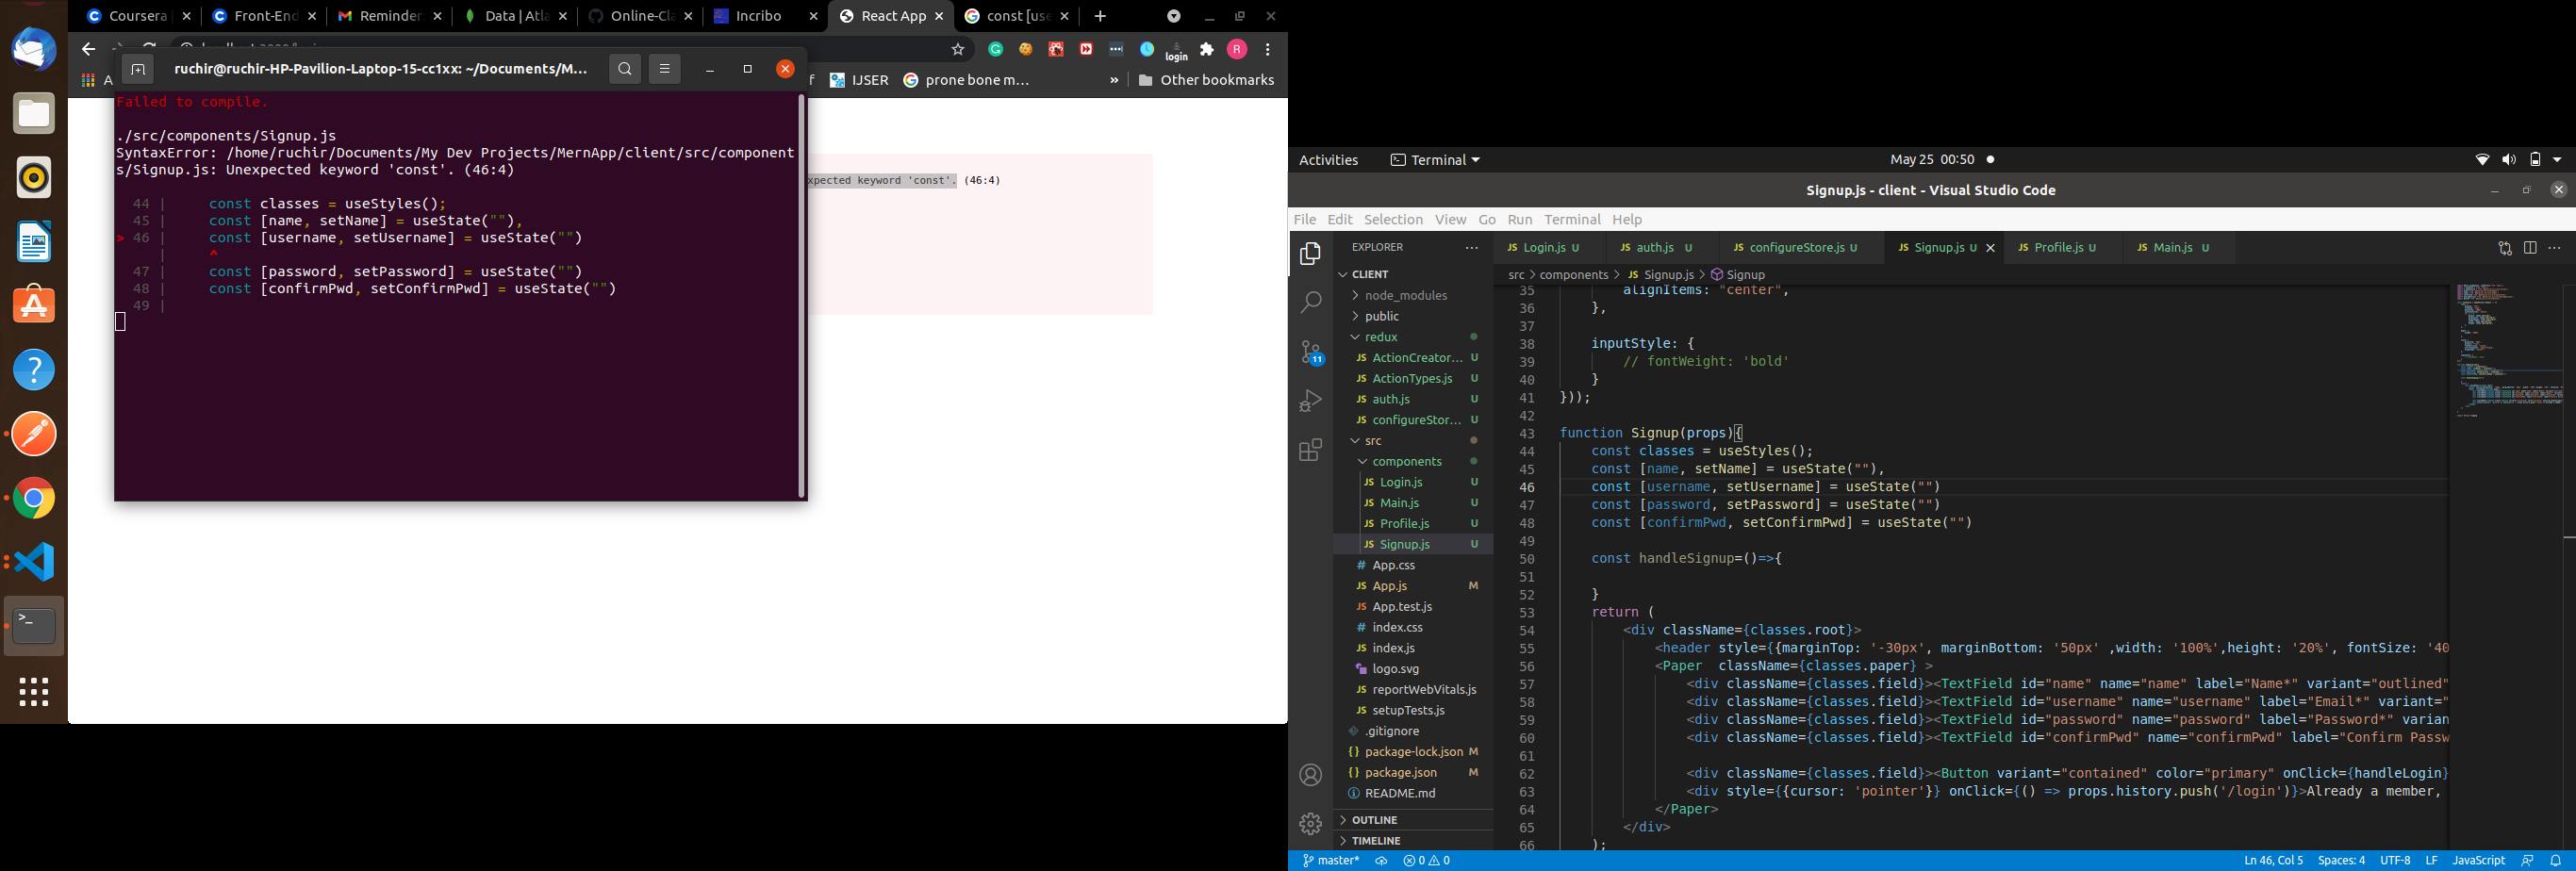 Coursera
Front-End
Gmail Reminder:
Data | Atla
Online-Cla
Incribo
React App
const [use
login
R
IJSER
prone bone m...
»
Other bookmarks
ruchir@ruchir-HP-Pavilion-Laptop-15-cc1xx: ~/Documents/M...
Failed to compile.
./src/components/Signup.js
SyntaxError: /home/ruchir/Documents/My Dev Projects/MernApp/client/src/component
s/Signup.js: Unexpected keyword 'const'. (46:4)
44 |     const classes = useStyles();
45 |     const [name, setName] = useState(""),
> 46 |     const [username, setUsername] = useState("")
|     ^
47 |     const [password, setPassword] = useState("")
48 |     const [confirmPwd, setConfirmPwd] = useState("")
49 |
xpected keyword 'const'. (46:4)
Activities Terminal May 25 00:50
Signup.js - client - Visual Studio Code
File Edit Selection View Go Run Terminal Help
EXPLORER ...
JS Login.js U JS auth.js U JS configureStore.js U JS Signup.js U JS Profile.js U JS Main.js U
src > components > JS Signup.js > Signup
CLIENT
node_modules
public
redux
JS ActionCreator... U
JS ActionTypes.js U
JS auth.js U
JS configureStor... U
src
components
JS Login.js U
JS Main.js U
JS Profile.js U
JS Signup.js U
# App.css
JS App.js M
JS App.test.js
# index.css
JS index.js
logo.svg
JS reportWebVitals.js
JS setupTests.js
.gitignore
{} package-lock.json M
{} package.json M
README.md
OUTLINE
TIMELINE
11
35         alignItems: "center",
36     },
37
38     inputStyle: {
39         // fontWeight: 'bold'
40     }
41 }));
42
43 function Signup(props){
44     const classes = useStyles();
45     const [name, setName] = useState(""),
46     const [username, setUsername] = useState("")
47     const [password, setPassword] = useState("")
48     const [confirmPwd, setConfirmPwd] = useState("")
49
50     const handleSignup=()=>{
51
52     }
53     return (
54         <div className={classes.root}>
55             <header style={{marginTop: '-30px', marginBottom: '50px' ,width: '100%',height: '20%', fontSize: '40
56             <Paper  className={classes.paper} >
57                 <div className={classes.field}><TextField id="name" name="name" label="Name*" variant="outlined"
58                 <div className={classes.field}><TextField id="username" name="username" label="Email*" variant="
59                 <div className={classes.field}><TextField id="password" name="password" label="Password*" varian
60                 <div className={classes.field}><TextField id="confirmPwd" name="confirmPwd" label="Confirm Passw
61
62                 <div className={classes.field}><Button variant="contained" color="primary" onClick={handleLogin}
63                 <div style={{cursor: 'pointer'}} onClick={() => props.history.push('/login')}>Already a member,
64             </Paper>
65         </div>
66     );
master* 0 0 Ln 46, Col 5 Spaces: 4 UTF-8 LF JavaScript